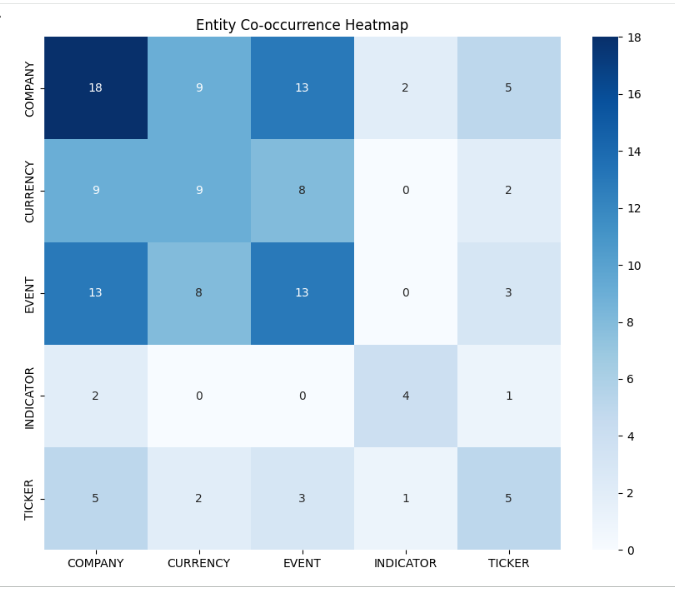 Entity Co-occurrence Heatmap
COMPANY 18 9 13 2 5
CURRENCY 9 9 8 0 2
EVENT 13 8 13 0 3
INDICATOR 2 0 0 4 1
TICKER 5 2 3 1 5
COMPANY CURRENCY EVENT INDICATOR TICKER
18
16
14
12
10
8
6
4
2
0